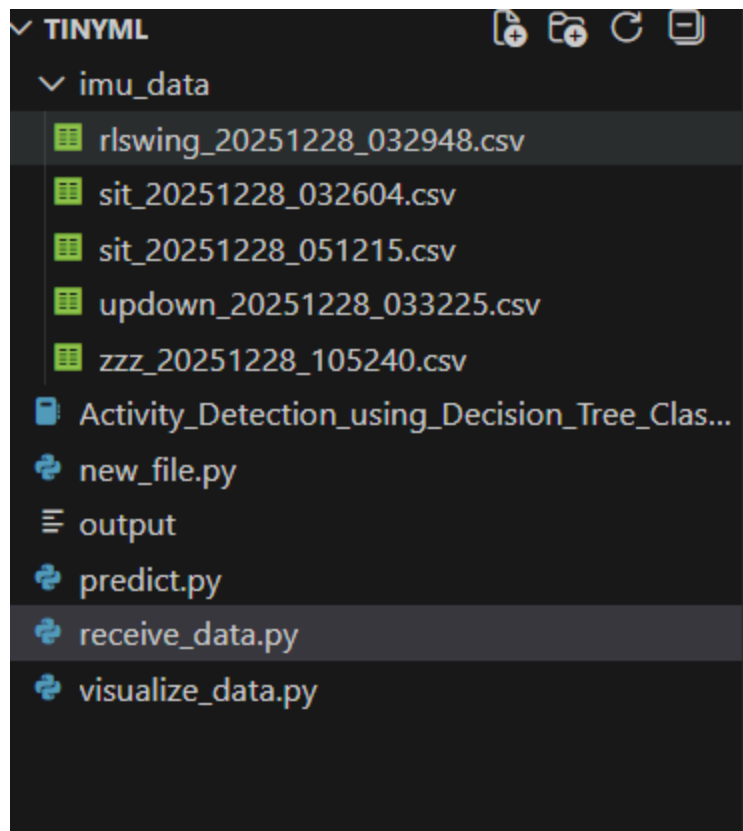 TINYML
imu_data
rlswing_20251228_032948.csv
sit_20251228_032604.csv
sit_20251228_051215.csv
updown_20251228_033225.csv
zzz_20251228_105240.csv
Activity_Detection_using_Decision_Tree_Clas...
new_file.py
output
predict.py
receive_data.py
visualize_data.py